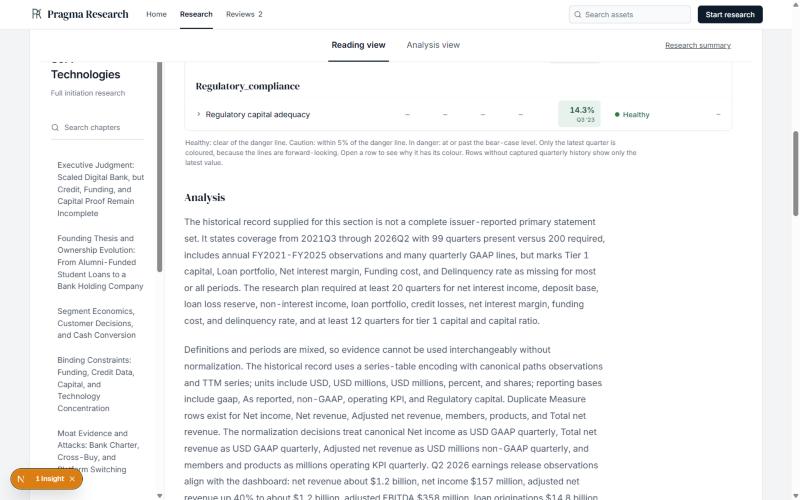 Pragma Research
Home
Research
Reviews 2
Search assets
Start research
Reading view
Analysis view
Research summary
Technologies
Full initiation research
Search chapters
Executive Judgment:
Scaled Digital Bank, but
Credit, Funding, and
Capital Proof Remain
Incomplete
Founding Thesis and
Ownership Evolution:
From Alumni-Funded
Student Loans to a
Bank Holding Company
Segment Economics,
Customer Decisions,
and Cash Conversion
Binding Constraints:
Funding, Credit Data,
Capital, and
Technology
Concentration
Moat Evidence and
Attacks: Bank Charter,
Cross-Buy, and
Platform Switching
N 1 Insight ×
Regulatory_compliance
Regulatory capital adequacy – – – – 14.3% Healthy –
Q3 '23
Healthy: clear of the danger line. Caution: within 5% of the danger line. In danger: at or past the bear-case level. Only the latest quarter is
coloured, because the lines are forward-looking. Open a row to see why it has its colour. Rows without captured quarterly history show only the
latest value.
Analysis
The historical record supplied for this section is not a complete issuer-reported primary statement
set. It states coverage from 2021Q3 through 2026Q2 with 99 quarters present versus 200 required,
includes annual FY2021-FY2025 observations and many quarterly GAAP lines, but marks Tier 1
capital, Loan portfolio, Net interest margin, Funding cost, and Delinquency rate as missing for most
or all periods. The research plan required at least 20 quarters for net interest income, deposit base,
loan loss reserve, non-interest income, loan portfolio, credit losses, net interest margin, funding
cost, and delinquency rate, and at least 12 quarters for tier 1 capital and capital ratio.
Definitions and periods are mixed, so evidence cannot be used interchangeably without
normalization. The historical record uses a series-table encoding with canonical paths observations
and TTM series; units include USD, USD millions, USD millions, percent, and shares; reporting bases
include gaap, As reported, non-GAAP, operating KPI, and Regulatory capital. Duplicate Measure
rows exist for Net income, Net revenue, Adjusted net revenue, members, products, and Total net
revenue. The normalization decisions treat canonical Net income as USD GAAP quarterly, Total net
revenue as USD GAAP quarterly, Adjusted net revenue as USD millions non-GAAP quarterly, and
members and products as millions operating KPI quarterly. Q2 2026 earnings release observations
align with the dashboard: net revenue about $1.2 billion, net income $157 million, adjusted net
revenue up 40% to about $1.2 billion, adjusted EBITDA $358 million, loan originations $14.8 billion